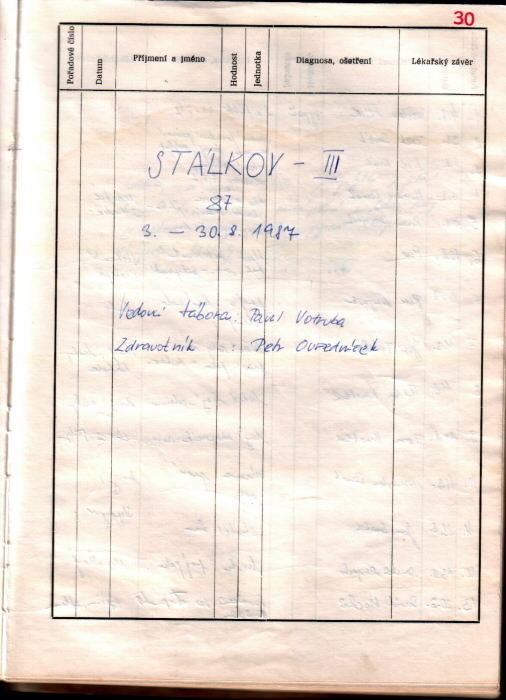 30
Pořadové číslo Datum Příjmení a jméno Hodnost Jednotka Diagnosa, ošetření Lékařský závěr
STÁLKOV - III
87
3. - 30. 8. 1987
Vedoucí tábora: Pavel Votruba
Zdravotník : Petr Ouředníček